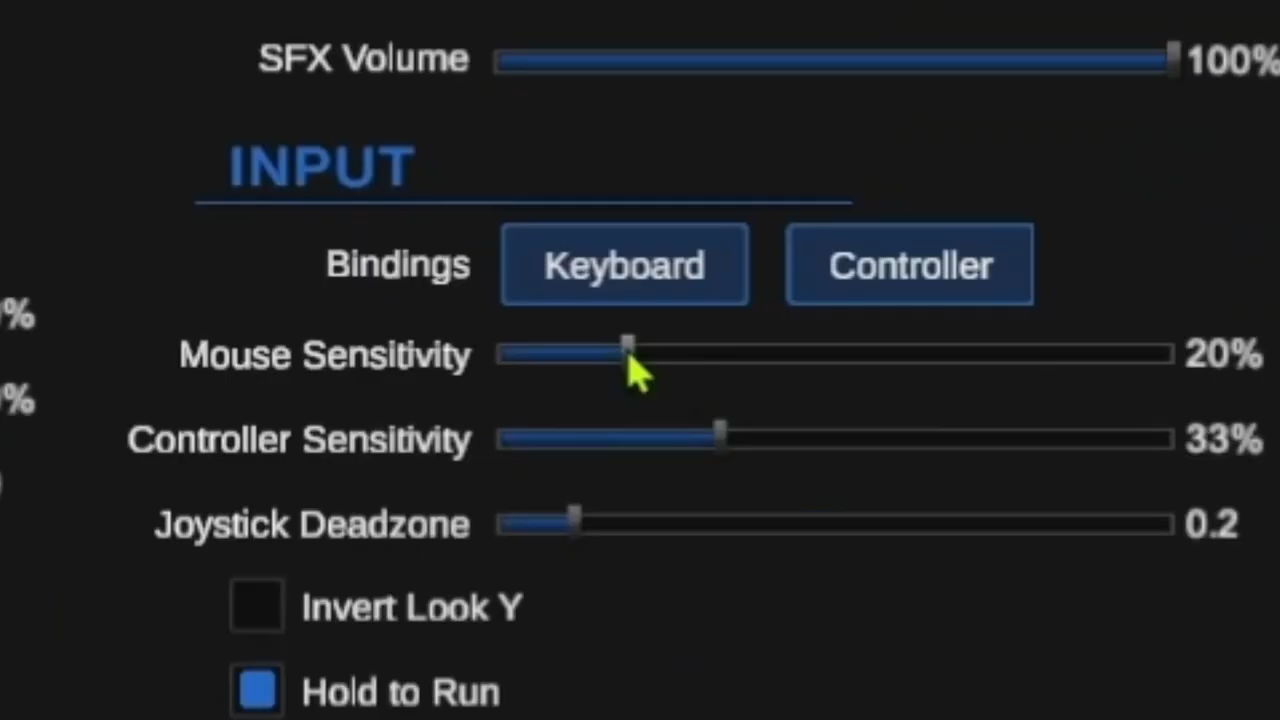 SFX Volume 100%
INPUT
Bindings Keyboard Controller
%
Mouse Sensitivity 20%
%
Controller Sensitivity 33%
Joystick Deadzone 0.2
Invert Look Y
Hold to Run